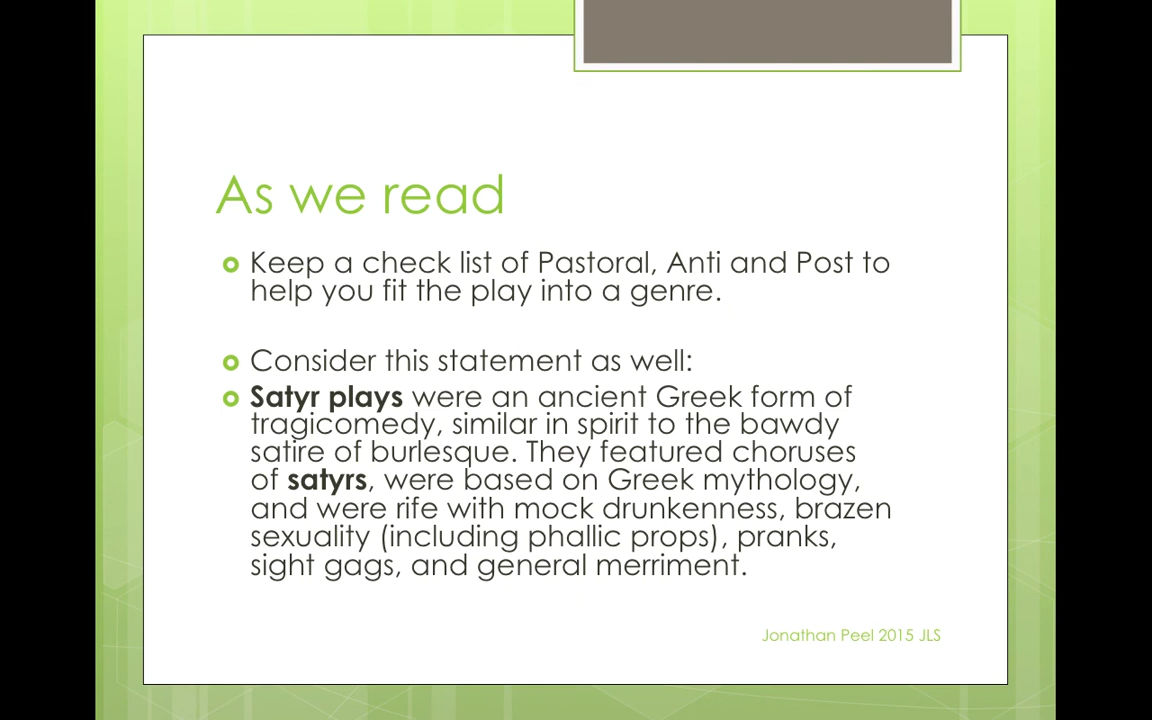 As we read
Keep a check list of Pastoral, Anti and Post to
help you fit the play into a genre.
Consider this statement as well:
Satyr plays were an ancient Greek form of
tragicomedy, similar in spirit to the bawdy
satire of burlesque. They featured choruses
of satyrs, were based on Greek mythology,
and were rife with mock drunkenness, brazen
sexuality (including phallic props), pranks,
sight gags, and general merriment.
Jonathan Peel 2015 JLS